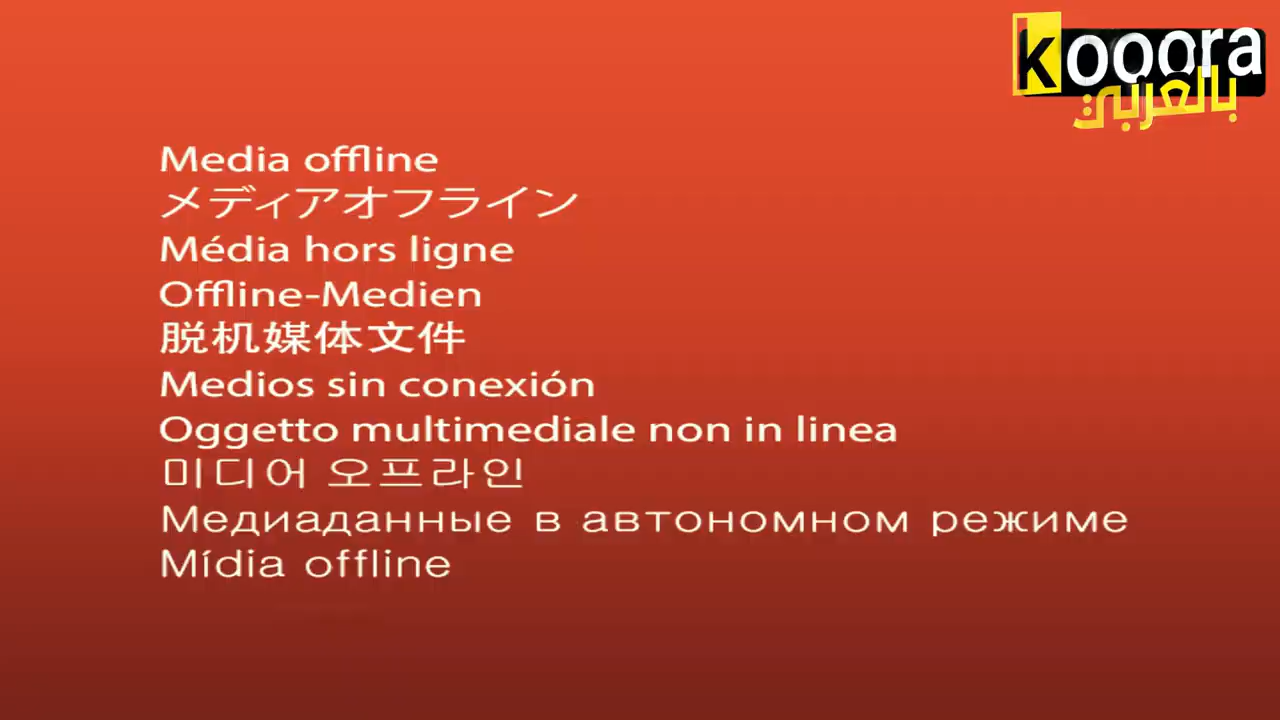 kooora
بالعربي
Media offline
メディアオフライン
Média hors ligne
Offline-Medien
脱机媒体文件
Medios sin conexión
Oggetto multimediale non in linea
미디어 오프라인
Медиаданные в автономном режиме
Mídia offline